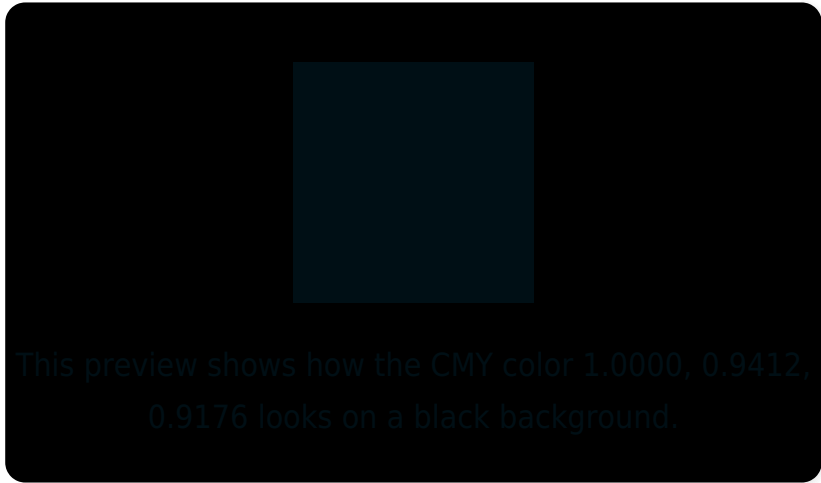 This preview shows how the CMY color 1.0000, 0.9412,
0.9176 looks on a black background.